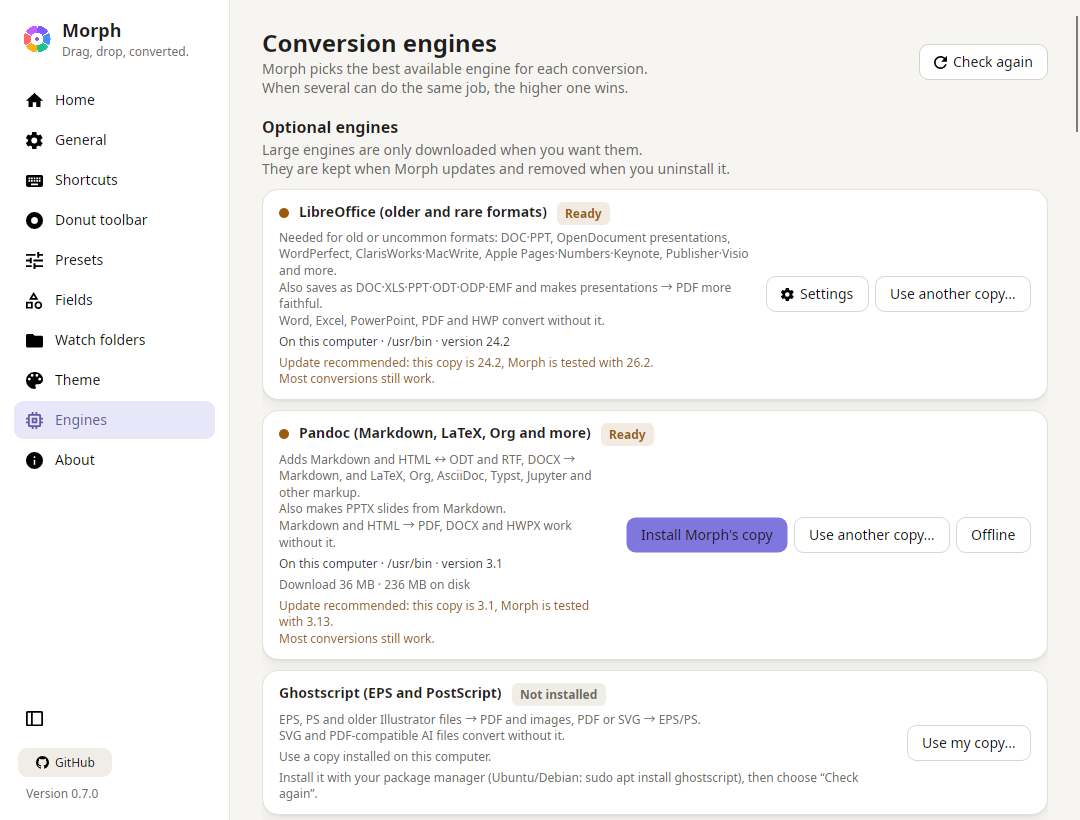 Morph
Drag, drop, converted.
Home
General
Shortcuts
Donut toolbar
Presets
Fields
Watch folders
Theme
Engines
About
GitHub
Version 0.7.0
Conversion engines
Morph picks the best available engine for each conversion.
When several can do the same job, the higher one wins.
Check again
Optional engines
Large engines are only downloaded when you want them.
They are kept when Morph updates and removed when you uninstall it.
LibreOffice (older and rare formats) Ready
Needed for old or uncommon formats: DOC·PPT, OpenDocument presentations,
WordPerfect, ClarisWorks·MacWrite, Apple Pages·Numbers·Keynote, Publisher·Visio
and more.
Also saves as DOC·XLS·PPT·ODT·ODP·EMF and makes presentations → PDF more
faithful.
Word, Excel, PowerPoint, PDF and HWP convert without it.
On this computer · /usr/bin · version 24.2
Update recommended: this copy is 24.2, Morph is tested with 26.2.
Most conversions still work.
Settings
Use another copy...
Pandoc (Markdown, LaTeX, Org and more) Ready
Adds Markdown and HTML ↔ ODT and RTF, DOCX →
Markdown, and LaTeX, Org, AsciiDoc, Typst, Jupyter and
other markup.
Also makes PPTX slides from Markdown.
Markdown and HTML → PDF, DOCX and HWPX work
without it.
On this computer · /usr/bin · version 3.1
Download 36 MB · 236 MB on disk
Update recommended: this copy is 3.1, Morph is tested
with 3.13.
Most conversions still work.
Install Morph's copy
Use another copy...
Offline
Ghostscript (EPS and PostScript) Not installed
EPS, PS and older Illustrator files → PDF and images, PDF or SVG → EPS/PS.
SVG and PDF-compatible AI files convert without it.
Use a copy installed on this computer.
Install it with your package manager (Ubuntu/Debian: sudo apt install ghostscript), then choose “Check
again”.
Use my copy...